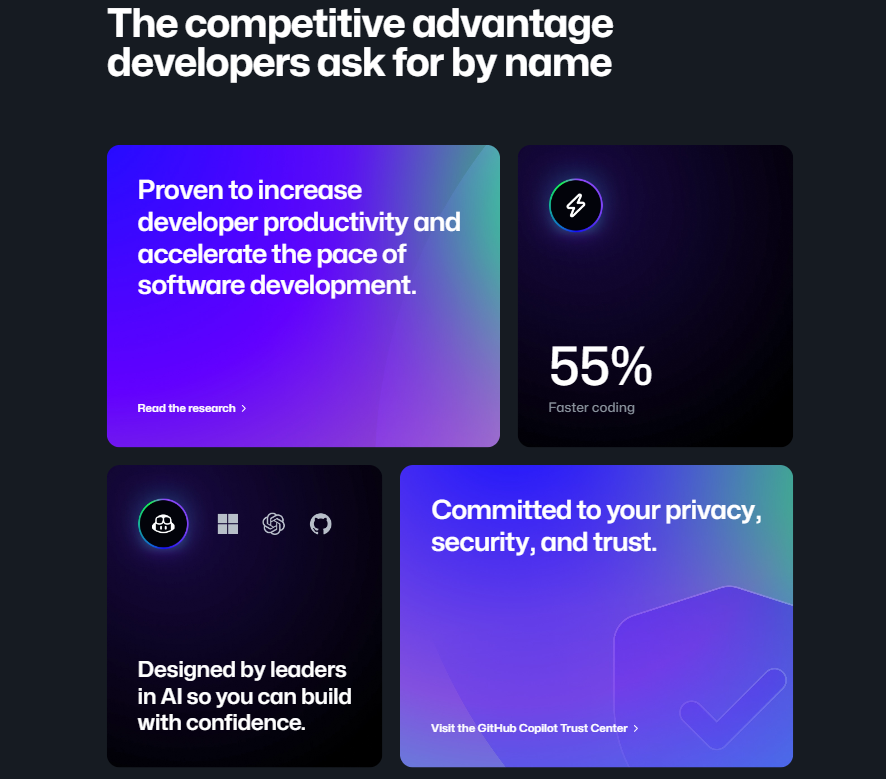 The competitive advantage
developers ask for by name
Proven to increase
developer productivity and
accelerate the pace of
software development.
Read the research
55%
Faster coding
Designed by leaders
in AI so you can build
with confidence.
Committed to your privacy,
security, and trust.
Visit the GitHub Copilot Trust Center